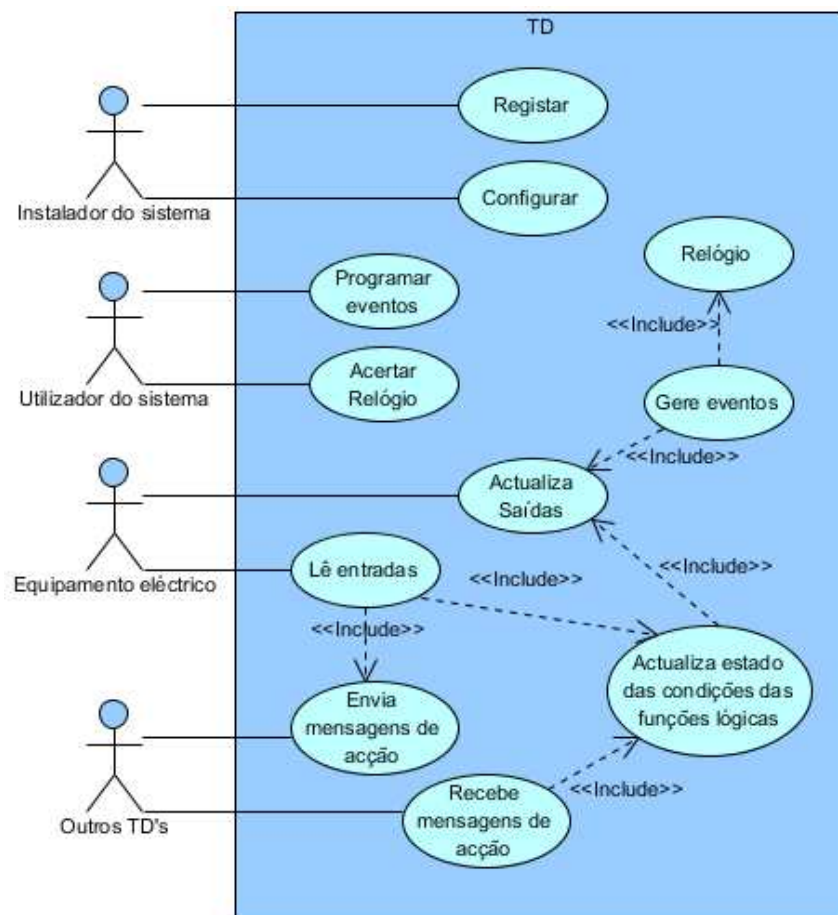 TD
Registar
Instalador do sistema
Configurar
Relógio
Programar
eventos
<<Include>>
Utilizador do sistema
Acertar
Relógio
Gere eventos
<<Include>>
Actualiza
Saídas
Equipamento eléctrico
Lê entradas
<<Include>>
<<Include>>
<<Include>>
Actualiza estado
das condições das
funções lógicas
Envia
mensagens de
acção
<<Include>>
Outros TD's
Recebe
mensagens de
acção